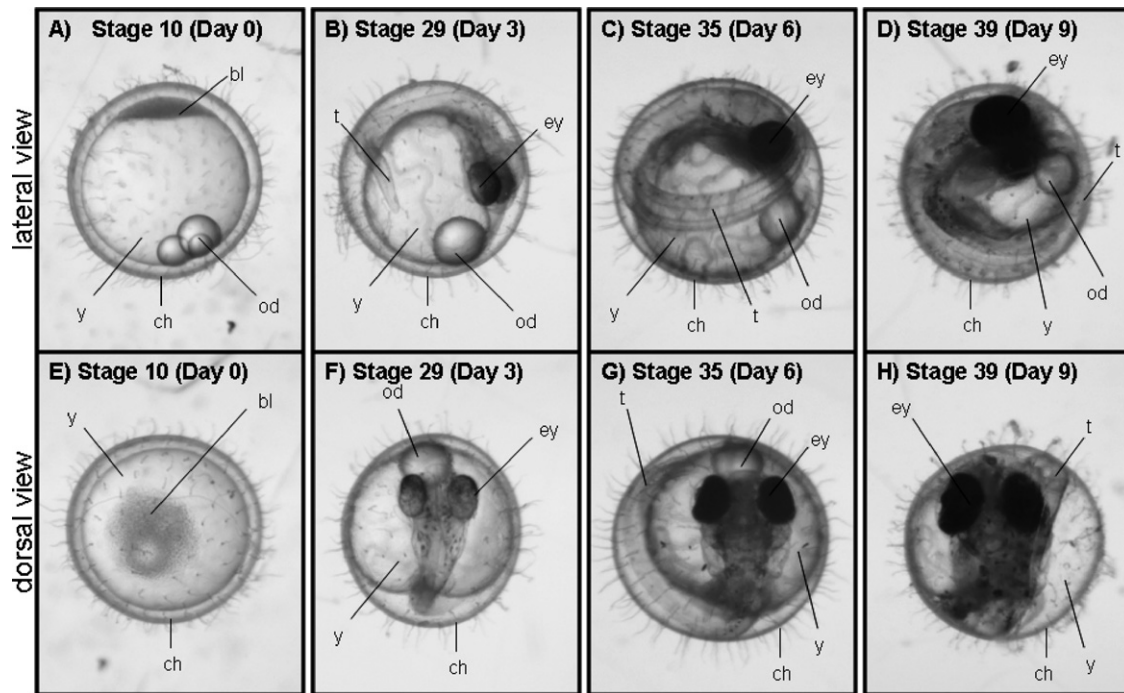 A) Stage 10 (Day 0)
bl
y
ch
od
B) Stage 29 (Day 3)
t
ey
y
ch
od
C) Stage 35 (Day 6)
ey
y
ch
t
od
D) Stage 39 (Day 9)
ey
t
od
ch
y
lateral view
E) Stage 10 (Day 0)
y
bl
ch
F) Stage 29 (Day 3)
od
ey
y
ch
G) Stage 35 (Day 6)
t
od
ey
y
ch
H) Stage 39 (Day 9)
ey
t
y
ch
dorsal view